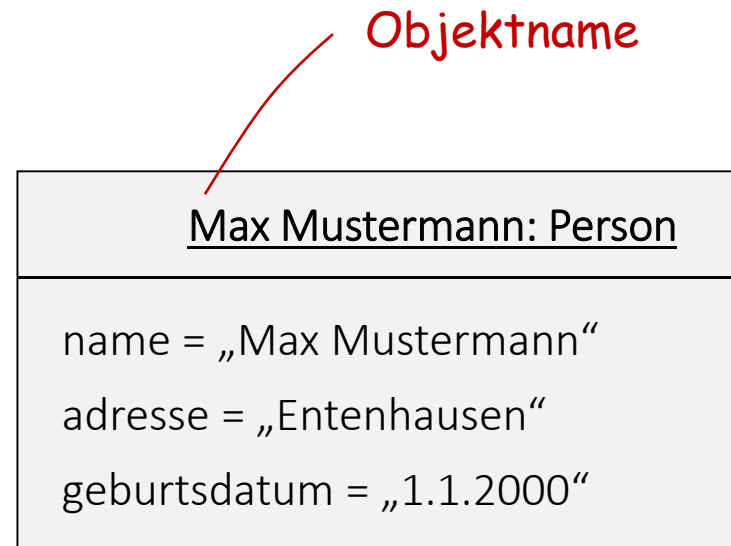 Objektname
Max Mustermann: Person
name = „Max Mustermann“
adresse = „Entenhausen“
geburtsdatum = „1.1.2000“